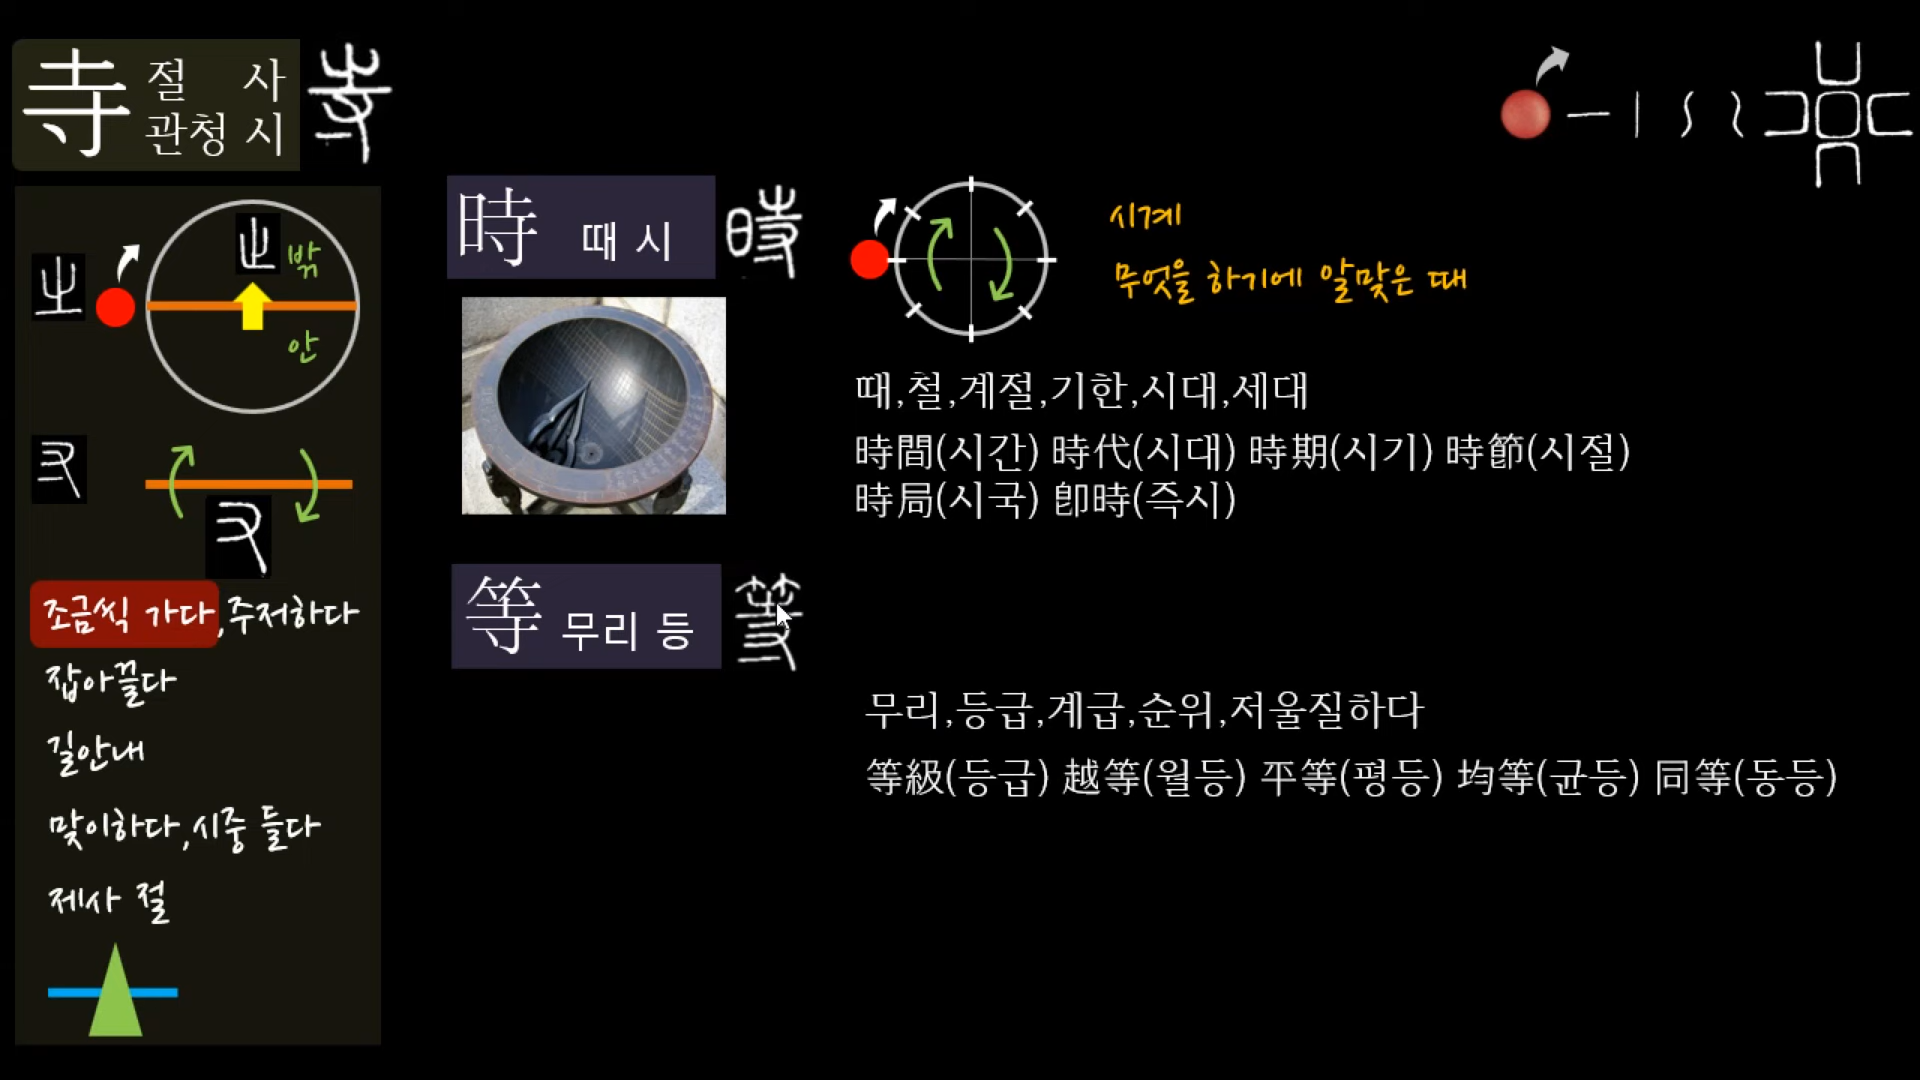 寺 절 사
관청 시
밖
안
조금씩 가다,주저하다
잡아끌다
길안내
맞이하다,시중 들다
제사 절
時 때 시
시계
무엇을 하기에 알맞은 때
때,철,계절,기한,시대,세대
時間(시간) 時代(시대) 時期(시기) 時節(시절)
時局(시국) 卽時(즉시)
等 무리 등
무리,등급,계급,순위,저울질하다
等級(등급) 越等(월등) 平等(평등) 均等(균등) 同等(동등)